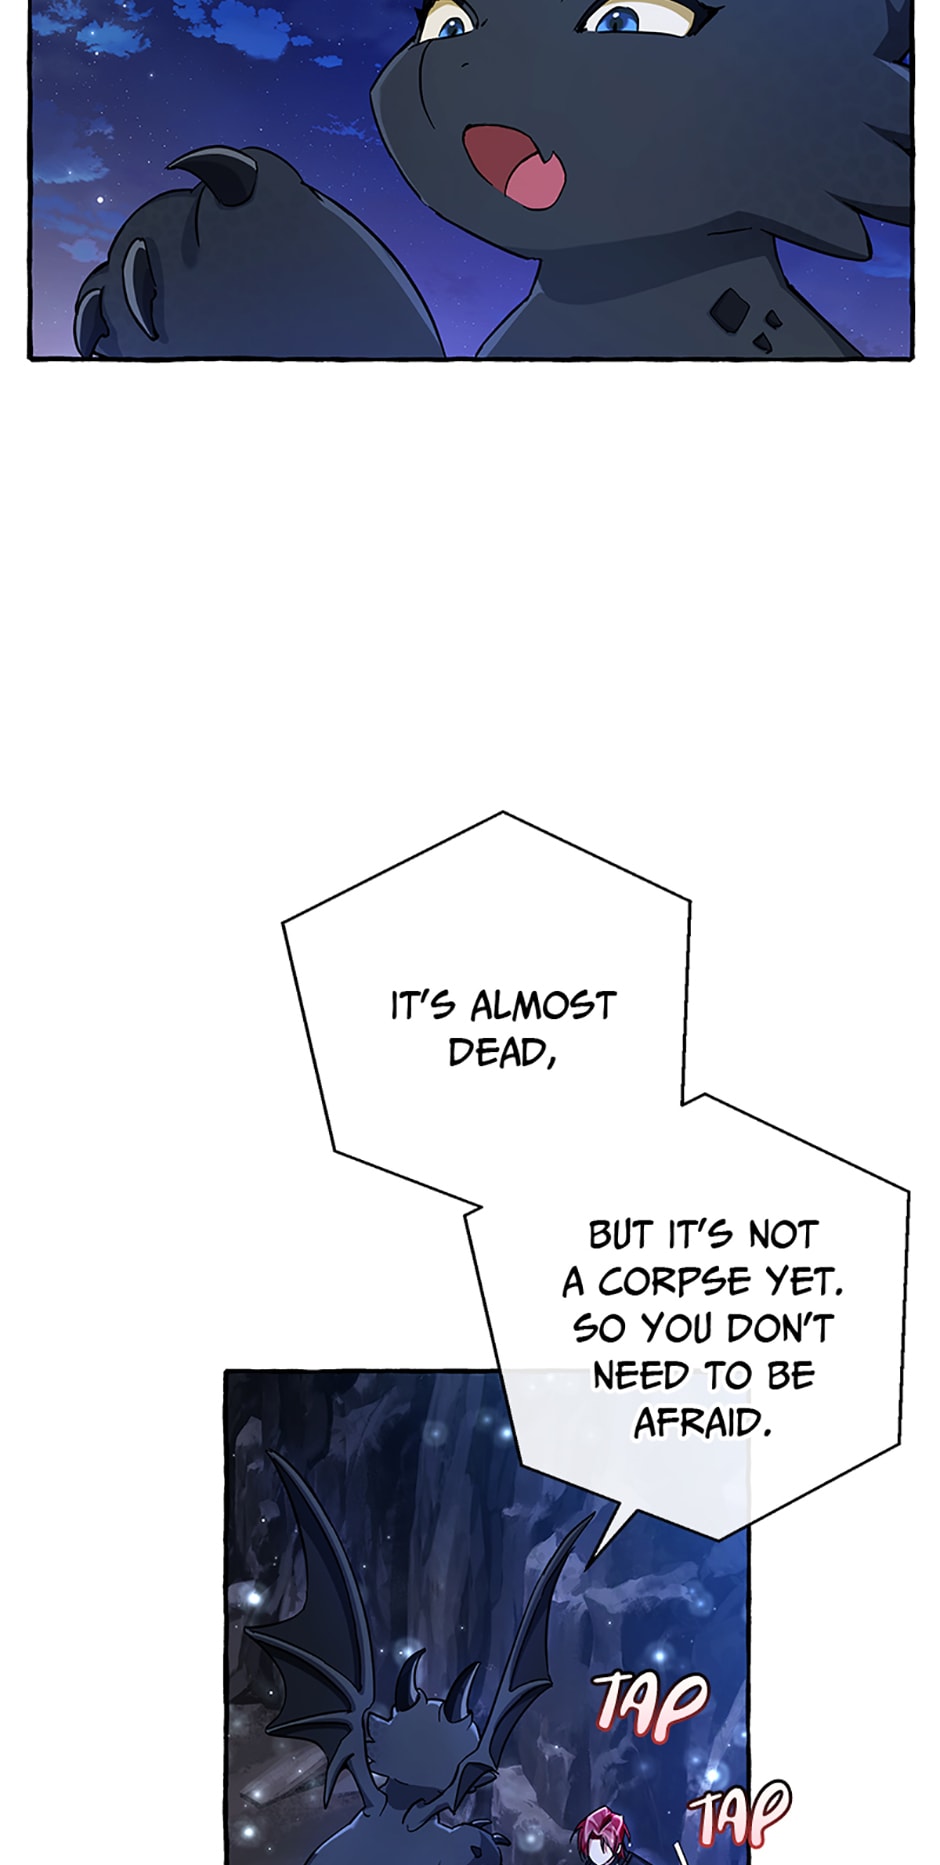 IT'S ALMOST
DEAD,
BUT IT'S NOT
A CORPSE YET.
SO YOU DON'T
NEED TO BE
AFRAID.
TAP
TAP